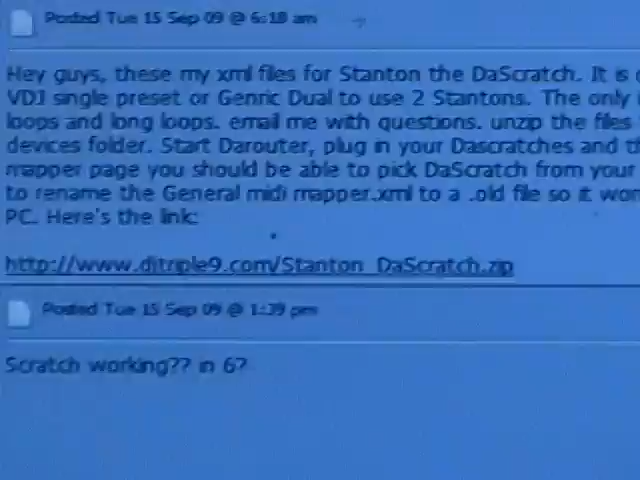 Posted Tue 15 Sep 09 @ 6:18 am
Hey guys, these my xml files for Stanton the DaScratch. It is
VDJ single preset or Genric Dual to use 2 Stantons. The only
loops and long loops. email me with questions. unzip the files
devices folder. Start Darouter, plug in your Dascratches and th
mapper page you should be able to pick DaScratch from your
to rename the General midi mapper.xml to a .old file so it won
PC. Here's the link:
http://www.djtriple9.com/Stanton_DaScratch.zip
Posted Tue 15 Sep 09 @ 1:39 pm
Scratch working?? in 6?